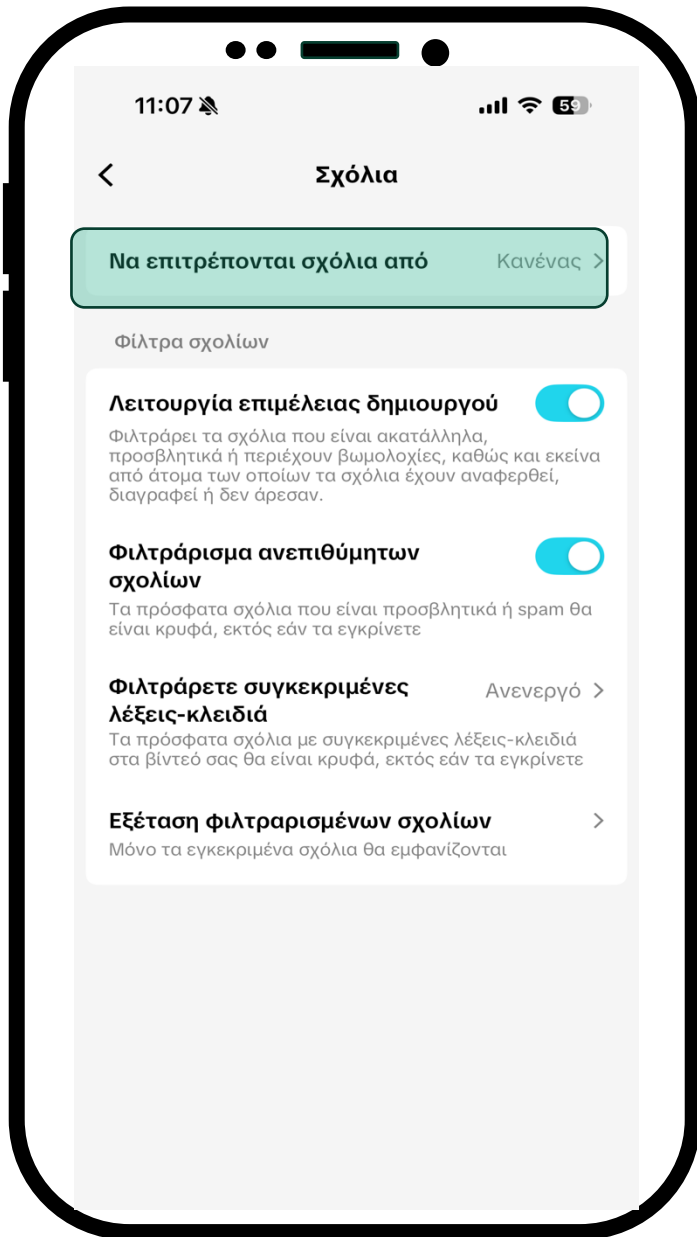 11:07
59
Σχόλια
Να επιτρέπονται σχόλια από Κανένας
Φίλτρα σχολίων
Λειτουργία επιμέλειας δημιουργού
Φιλτράρει τα σχόλια που είναι ακατάλληλα,
προσβλητικά ή περιέχουν βωμολοχίες, καθώς και εκείνα
από άτομα των οποίων τα σχόλια έχουν αναφερθεί,
διαγραφεί ή δεν άρεσαν.
Φιλτράρισμα ανεπιθύμητων
σχολίων
Τα πρόσφατα σχόλια που είναι προσβλητικά ή spam θα
είναι κρυφά, εκτός εάν τα εγκρίνετε
Φιλτράρετε συγκεκριμένες Ανενεργό
λέξεις-κλειδιά
Τα πρόσφατα σχόλια με συγκεκριμένες λέξεις-κλειδιά
στα βίντεό σας θα είναι κρυφά, εκτός εάν τα εγκρίνετε
Εξέταση φιλτραρισμένων σχολίων
Μόνο τα εγκεκριμένα σχόλια θα εμφανίζονται